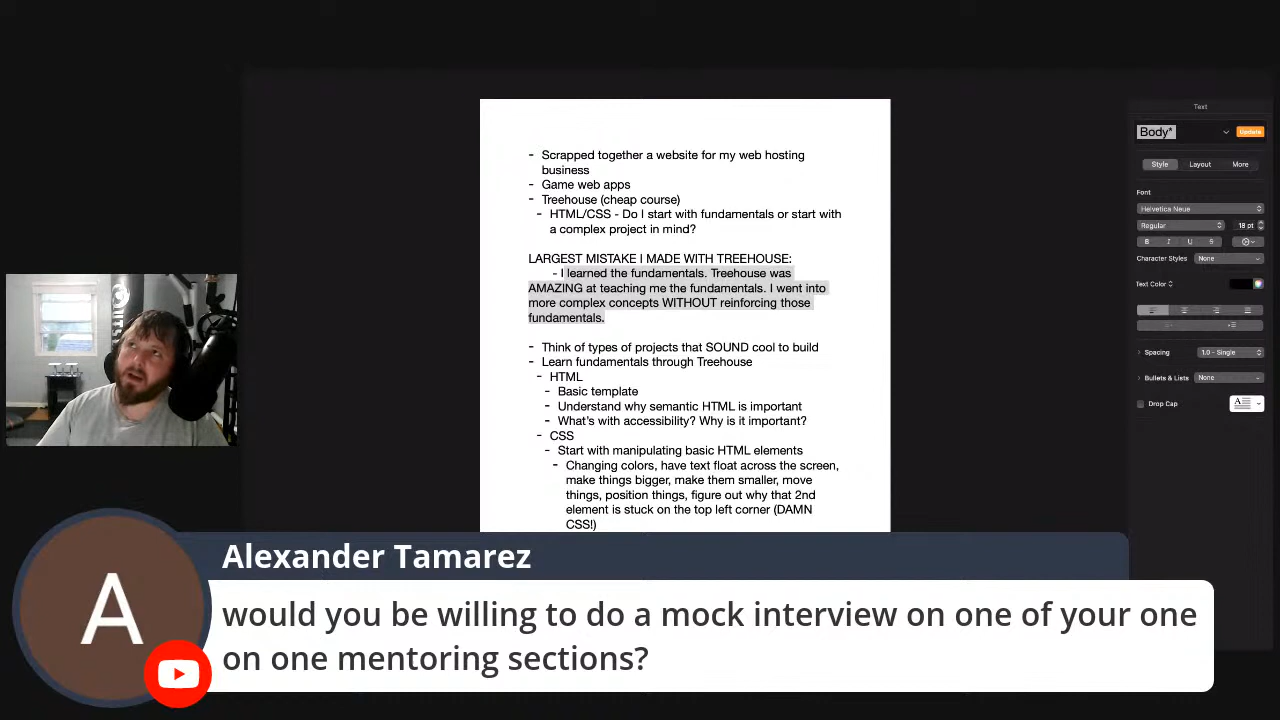 - Scrapped together a website for my web hosting
business
- Game web apps
- Treehouse (cheap course)
- HTML/CSS - Do I start with fundamentals or start with
a complex project in mind?
LARGEST MISTAKE I MADE WITH TREEHOUSE:
- I learned the fundamentals. Treehouse was
AMAZING at teaching me the fundamentals. I went into
more complex concepts WITHOUT reinforcing those
fundamentals.
- Think of types of projects that SOUND cool to build
- Learn fundamentals through Treehouse
- HTML
- Basic template
- Understand why semantic HTML is important
- What's with accessibility? Why is it important?
- CSS
- Start with manipulating basic HTML elements
- Changing colors, have text float across the screen,
make things bigger, make them smaller, move
things, position things, figure out why that 2nd
element is stuck on the top left corner (DAMN
CSS!)
Text
Body*
Update
Style Layout More
Font
Helvetica Neue
Regular 18 pt
B I U S
Character Styles None
Text Color
Spacing 1.0 - Single
Bullets & Lists None
Drop Cap
A
A
Alexander Tamarez
would you be willing to do a mock interview on one of your one
on one mentoring sections?